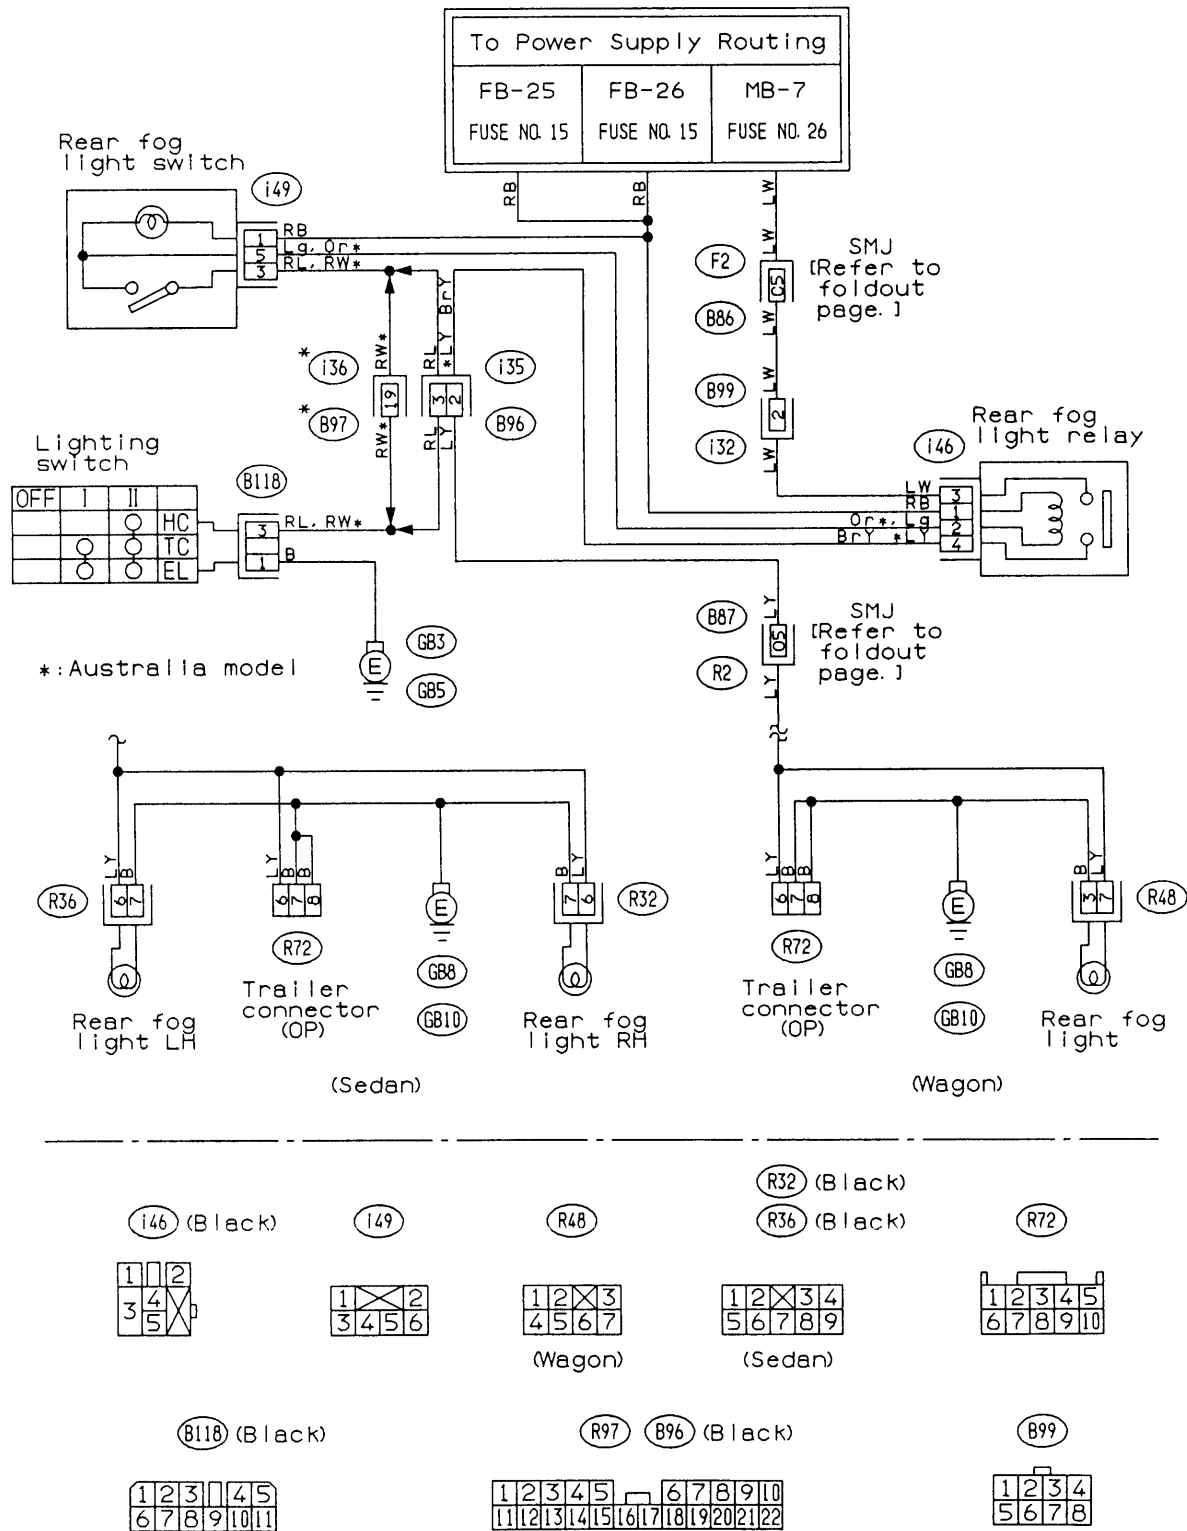 To Power Supply Routing
FB-25
FUSE NO. 15
FB-26
FUSE NO. 15
MB-7
FUSE NO. 26
Rear fog
light switch
i49
RB
RB
LW
LW
1 RB
5 Lg, Or*
3 RL, RW*
F2
C5
SMJ
[Refer to
foldout
page. ]
B86
LW
LW
B99
2
i32
LW
RW*
RL
*LY BrY
* i36
19
3 2
i35
* B97
B96
RW*
RL
LY
Rear fog
light relay
i46
LW 3
RB 1
Or*, Lg 2
BrY *LY 4
Lighting
switch
OFF I II
HC
TC
EL
B118
3 RL, RW*
1 B
GB3
E
GB5
*:Australia model
B87
LY
05
SMJ
[Refer to
foldout
page. ]
R2
LY
LY B
R36
6 7
Rear fog
light LH
LY B B
6 7 8
R72
Trailer
connector
(OP)
E
GB8
GB10
B LY
7 6
R32
Rear fog
light RH
(Sedan)
LY B B
6 7 8
R72
Trailer
connector
(OP)
E
GB8
GB10
B LY
3 7
R48
Rear fog
light
(Wagon)
i46 (Black)
1 2
3 4
5
i49
1 2
3 4 5 6
R48
1 2 3
4 5 6 7
(Wagon)
R32 (Black)
R36 (Black)
1 2 3 4
5 6 7 8 9
(Sedan)
R72
1 2 3 4 5
6 7 8 9 10
B118 (Black)
1 2 3 4 5
6 7 8 9 10 11
R97 B96 (Black)
1 2 3 4 5 6 7 8 9 10
11 12 13 14 15 16 17 18 19 20 21 22
B99
1 2 3 4
5 6 7 8